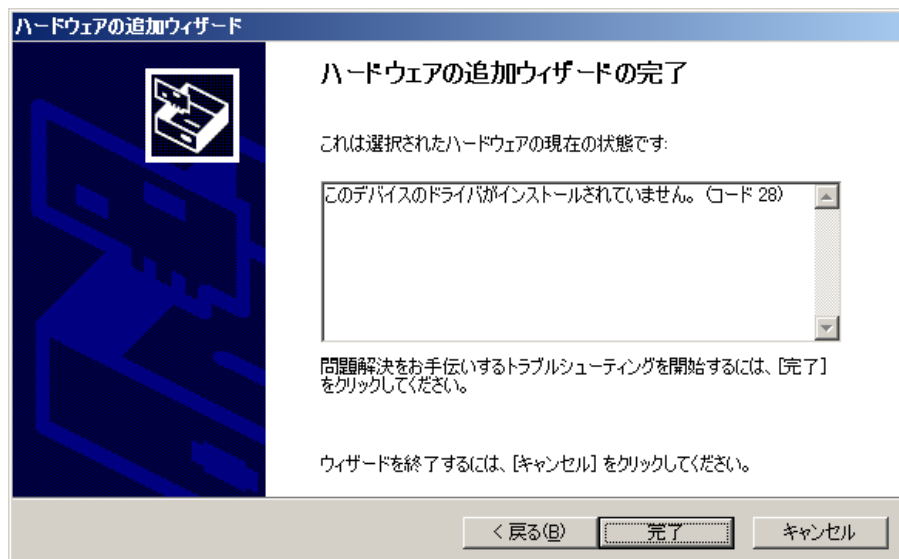 ハードウェアの追加ウィザード
ハードウェアの追加ウィザードの完了
これは選択されたハードウェアの現在の状態です:
このデバイスのドライバがインストールされていません。 (コード 28)
問題解決をお手伝いするトラブルシューティングを開始するには、[完了]
をクリックしてください。
ウィザードを終了するには、[キャンセル] をクリックしてください。
< 戻る(B)
完了
キャンセル